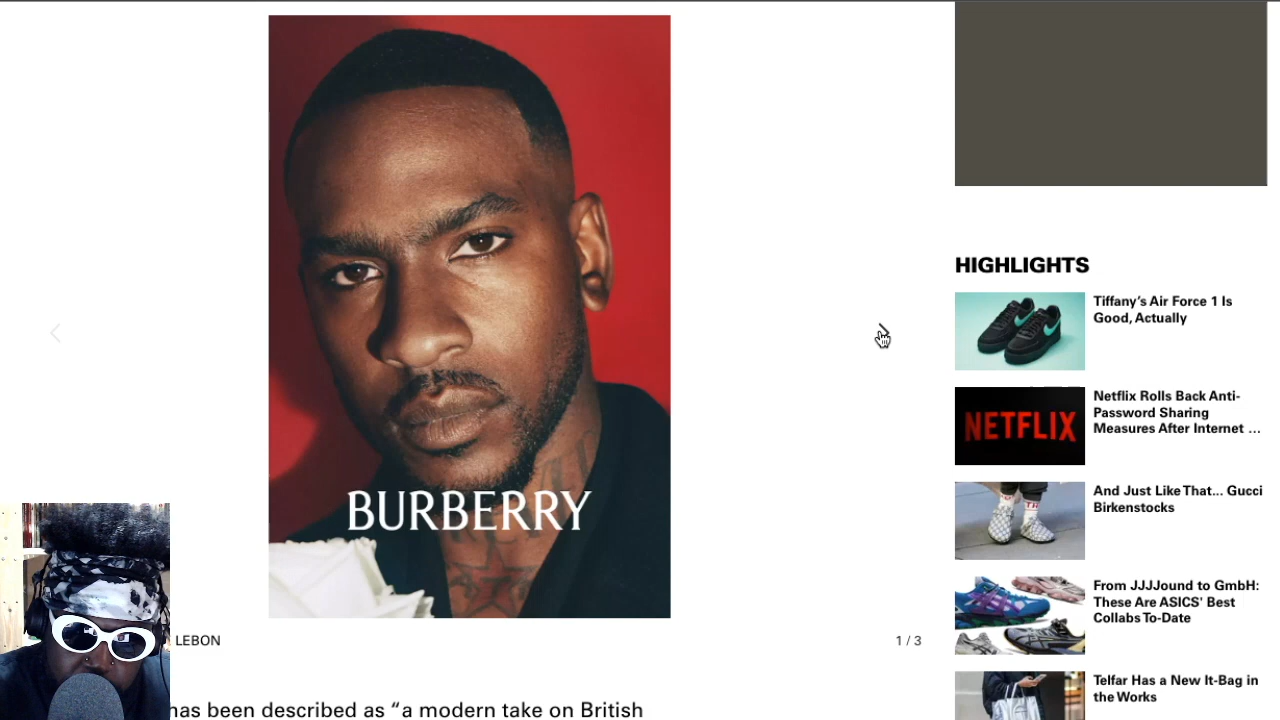 BURBERRY
LEBON
1 / 3
has been described as “a modern take on British
HIGHLIGHTS
Tiffany’s Air Force 1 Is
Good, Actually
NETFLIX
Netflix Rolls Back Anti-
Password Sharing
Measures After Internet ...
And Just Like That... Gucci
Birkenstocks
From JJJJound to GmbH:
These Are ASICS' Best
Collabs To-Date
Telfar Has a New It-Bag in
the Works